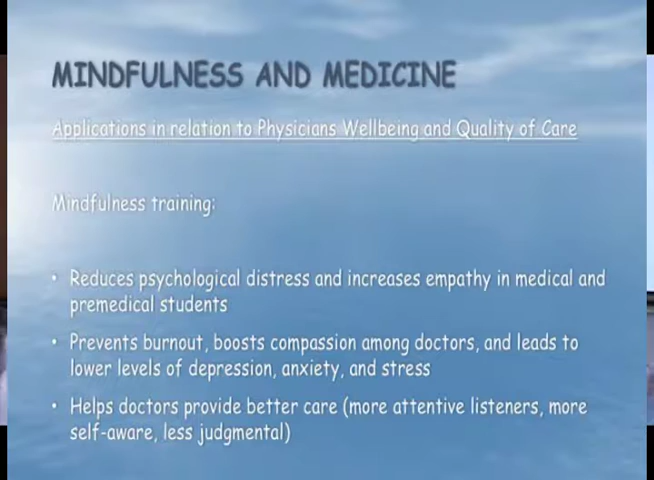 MINDFULNESS AND MEDICINE
Applications in relation to Physicians Wellbeing and Quality of Care
Mindfulness training:
• Reduces psychological distress and increases empathy in medical and
premedical students
• Prevents burnout, boosts compassion among doctors, and leads to
lower levels of depression, anxiety, and stress
• Helps doctors provide better care (more attentive listeners, more
self-aware, less judgmental)